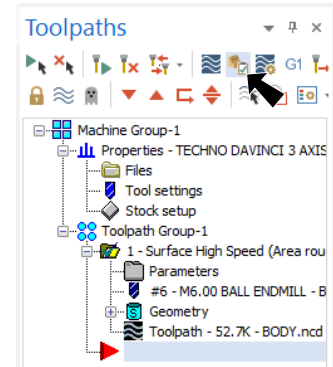 Toolpaths
G1
Machine Group-1
Properties - TECHNO DAVINCI 3 AXIS
Files
Tool settings
Stock setup
Toolpath Group-1
1 - Surface High Speed (Area rou
Parameters
#6 - M6.00 BALL ENDMILL - B
Geometry
Toolpath - 52.7K - BODY.ncd